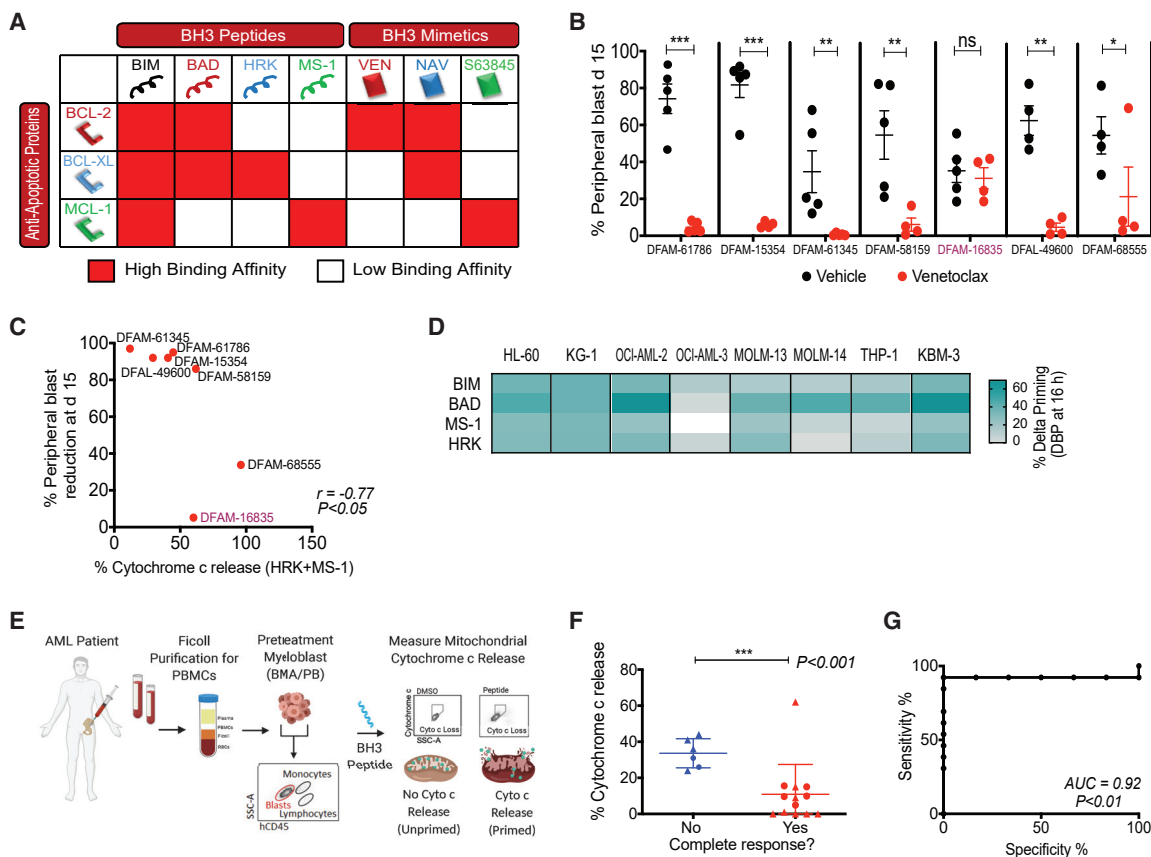 A
BH3 Peptides
BH3 Mimetics
BIM
BAD
HRK
MS-1
VEN
NAV
S63845
Anti-Apoptotic Proteins
BCL-2
BCL-XL
MCL-1
High Binding Affinity
Low Binding Affinity
B
% Peripheral blast d 15
100
80
60
40
20
0
***
***
**
**
ns
**
*
DFAM-61786
DFAM-15354
DFAM-61345
DFAM-58159
DFAM-16835
DFAL-49600
DFAM-68555
Vehicle
Venetoclax
C
% Peripheral blast
reduction at d 15
100
80
60
40
20
0
DFAM-61345
DFAM-61786
DFAM-15354
DFAL-49600
DFAM-58159
DFAM-68555
r = -0.77
P<0.05
DFAM-16835
0
50
100
150
% Cytochrome c release (HRK+MS-1)
D
HL-60
KG-1
OCI-AML-2
OCI-AML-3
MOLM-13
MOLM-14
THP-1
KBM-3
BIM
BAD
MS-1
HRK
60
40
20
0
% Delta Priming
(DBP at 16 h)
E
AML Patient
Ficoll
Purification for
PBMCs
Plasma
PBMCs
Ficoll
RBCs
Pretreatment
Myeloblast
(BMA/PB)
SSC-A
Monocytes
Blasts
Lymphocytes
hCD45
BH3
Peptide
Measure Mitochondrial
Cytochrome c Release
DMSO
Peptide
Cytochrome c
Cyto c Loss
Cyto c Loss
SSC-A
No Cyto c
Release
(Unprimed)
Cyto c
Release
(Primed)
F
% Cytochrome c release
80
60
40
20
0
***
P<0.001
No
Yes
Complete response?
G
Sensitivity %
100
50
0
AUC = 0.92
P<0.01
0
50
100
Specificity %